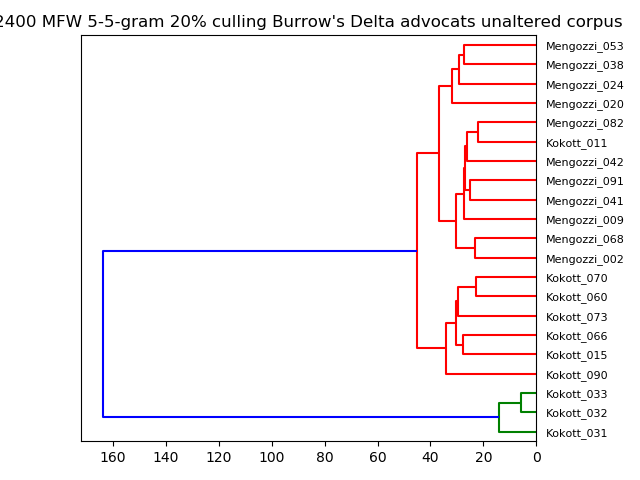 2400 MFW 5-5-gram 20% culling Burrow's Delta advocats unaltered corpus
Mengozzi_053
Mengozzi_038
Mengozzi_024
Mengozzi_020
Mengozzi_082
Kokott_011
Mengozzi_042
Mengozzi_091
Mengozzi_041
Mengozzi_009
Mengozzi_068
Mengozzi_002
Kokott_070
Kokott_060
Kokott_073
Kokott_066
Kokott_015
Kokott_090
Kokott_033
Kokott_032
Kokott_031
160 140 120 100 80 60 40 20 0